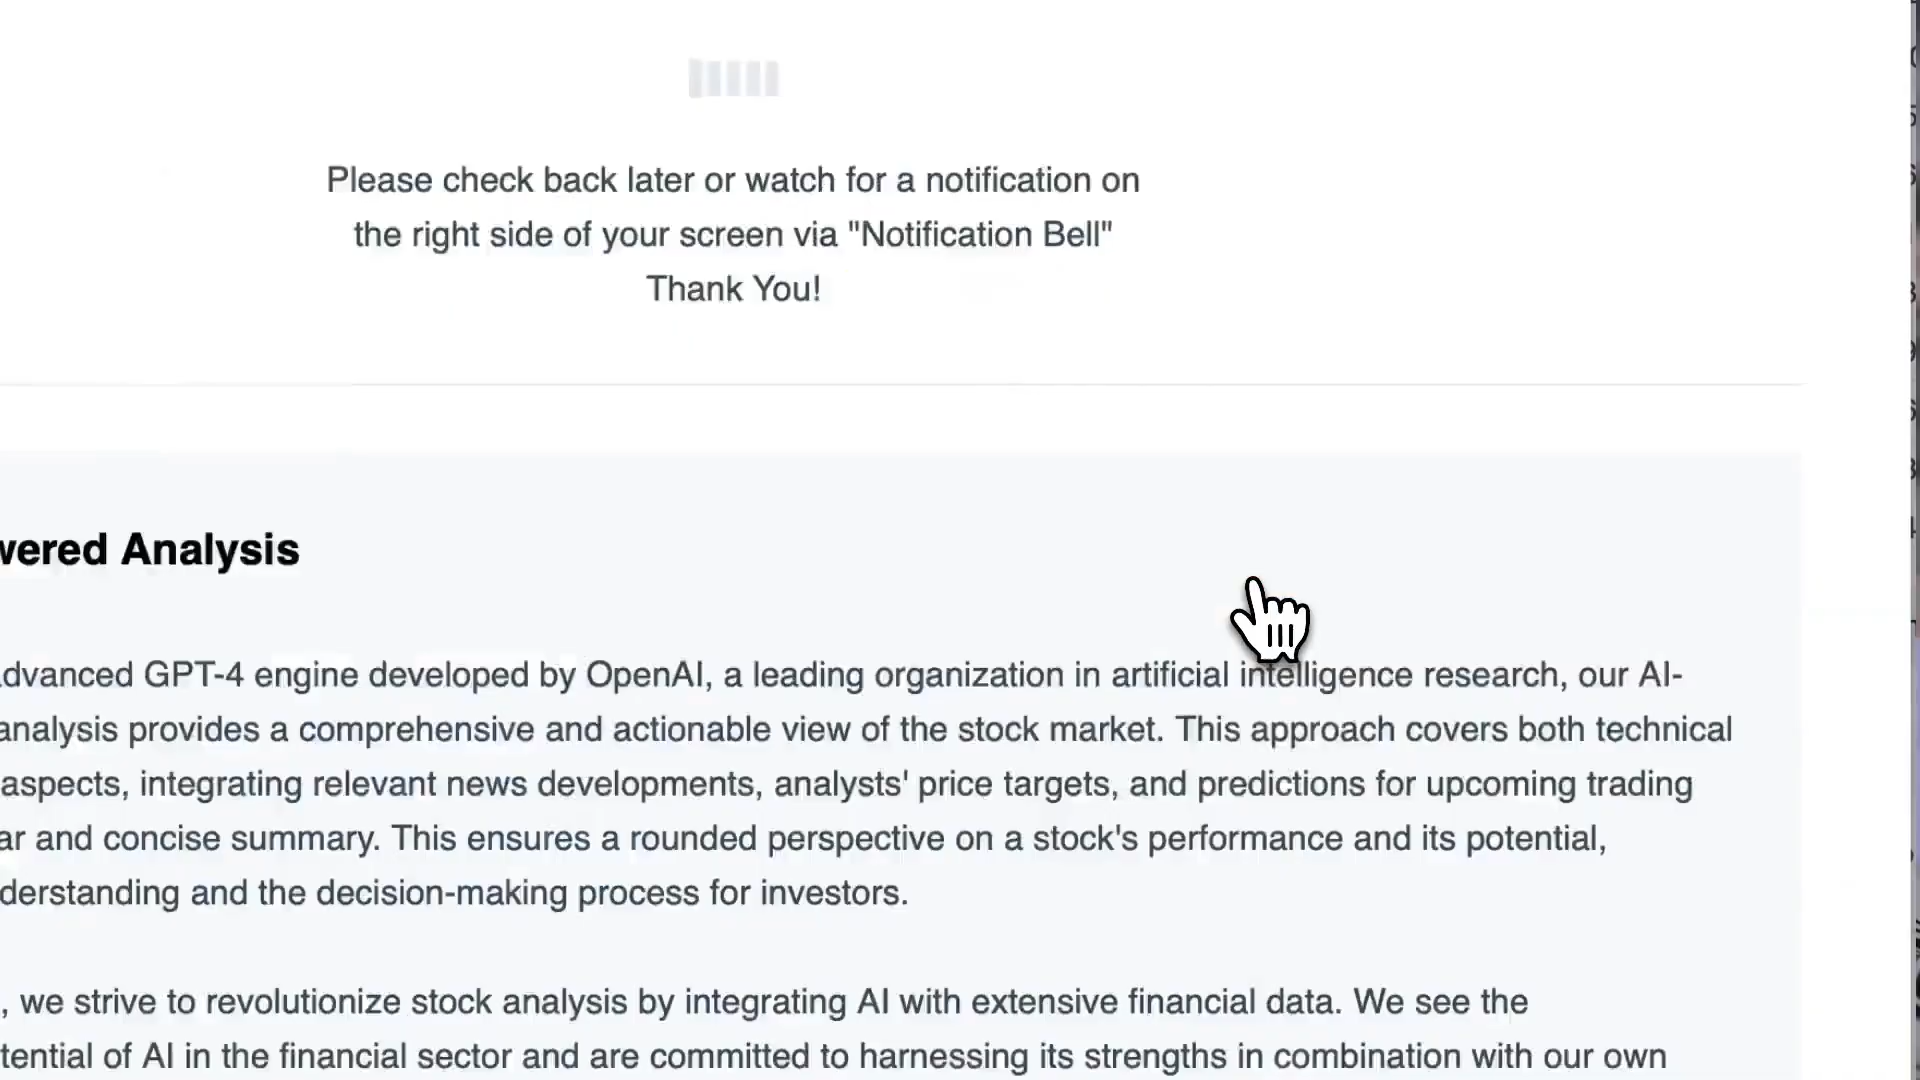 Please check back later or watch for a notification on
the right side of your screen via "Notification Bell"
Thank You!
wered Analysis
dvanced GPT-4 engine developed by OpenAI, a leading organization in artificial intelligence research, our AI-
analysis provides a comprehensive and actionable view of the stock market. This approach covers both technical
aspects, integrating relevant news developments, analysts' price targets, and predictions for upcoming trading
ar and concise summary. This ensures a rounded perspective on a stock's performance and its potential,
derstanding and the decision-making process for investors.
, we strive to revolutionize stock analysis by integrating AI with extensive financial data. We see the
tential of AI in the financial sector and are committed to harnessing its strengths in combination with our own